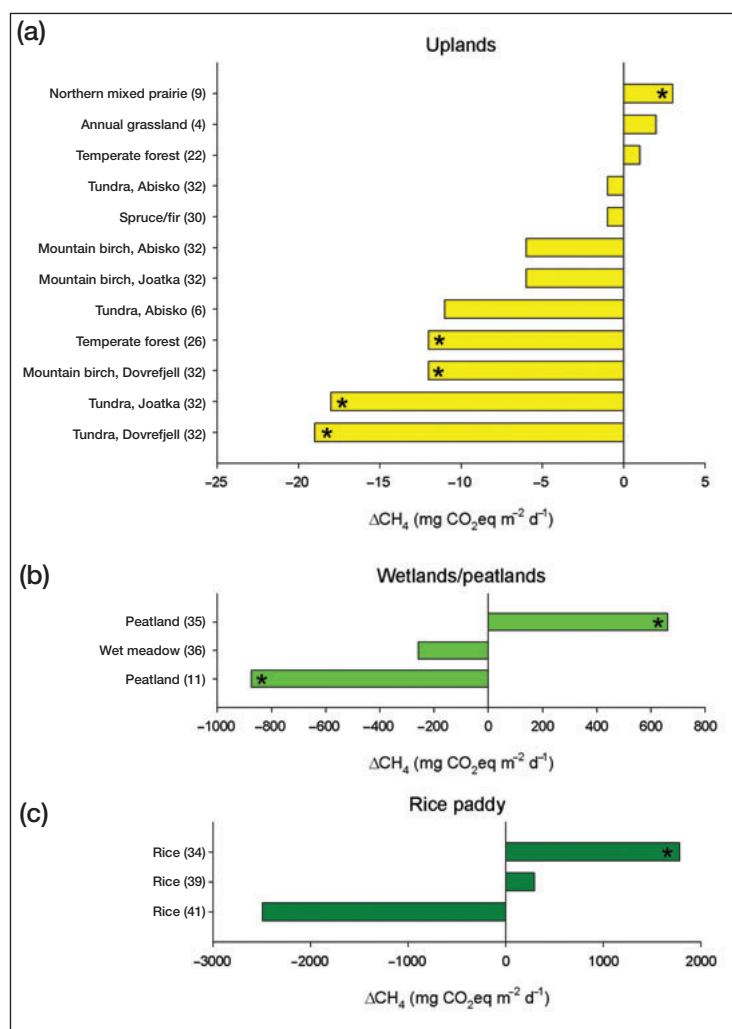 (a)
Uplands
Northern mixed prairie (9)
Annual grassland (4)
Temperate forest (22)
Tundra, Abisko (32)
Spruce/fir (30)
Mountain birch, Abisko (32)
Mountain birch, Joatka (32)
Tundra, Abisko (6)
Temperate forest (26)
Mountain birch, Dovrefjell (32)
Tundra, Joatka (32)
Tundra, Dovrefjell (32)
* * * * *
−25 −20 −15 −10 −5 0 5
ΔCH₄ (mg CO₂eq m⁻² d⁻¹)
(b)
Wetlands/peatlands
Peatland (35)
Wet meadow (36)
Peatland (11)
* *
−1000 −800 −600 −400 −200 0 200 400 600 800
ΔCH₄ (mg CO₂eq m⁻² d⁻¹)
(c)
Rice paddy
Rice (34)
Rice (39)
Rice (41)
*
−3000 −2000 −1000 0 1000 2000
ΔCH₄ (mg CO₂eq m⁻² d⁻¹)